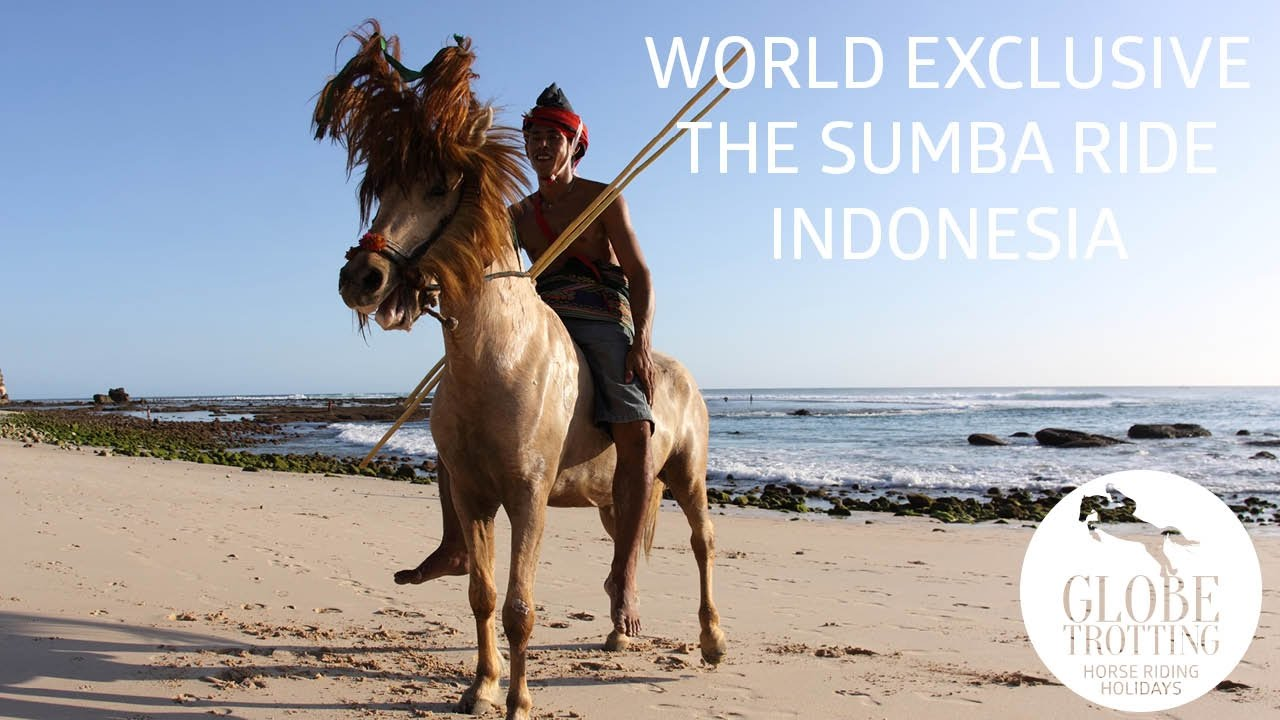 WORLD EXCLUSIVE
THE SUMBA RIDE
INDONESIA
GLOBE
TROTTING
HORSE RIDING
HOLIDAYS